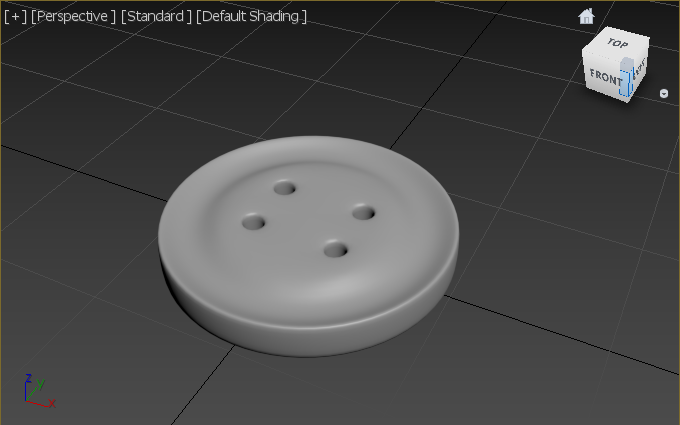 [+] [Perspective ] [Standard ] [Default Shading ]
TOP
FRONT
z
y
x